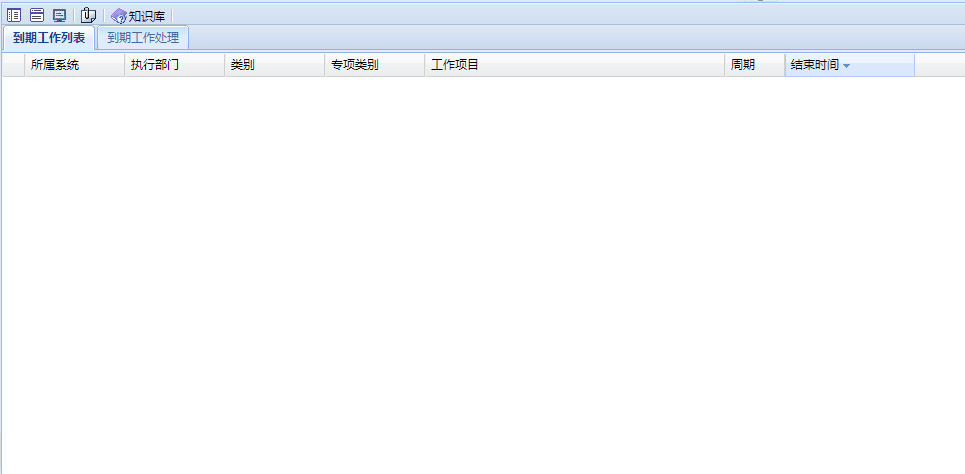 知识库
到期工作列表 到期工作处理
所属系统 执行部门 类别 专项类别 工作项目 周期 结束时间